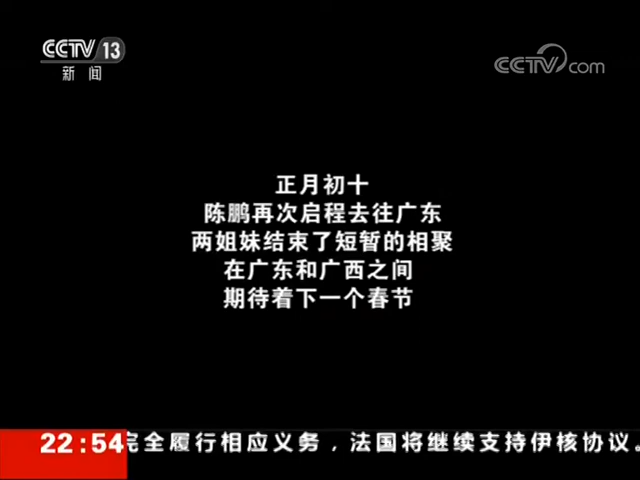 CCTV 13
新闻
CCTV.com
正月初十
陈鹏再次启程去往广东
两姐妹结束了短暂的相聚
在广东和广西之间
期待着下一个春节
22:54
完全履行相应义务，法国将继续支持伊核协议。